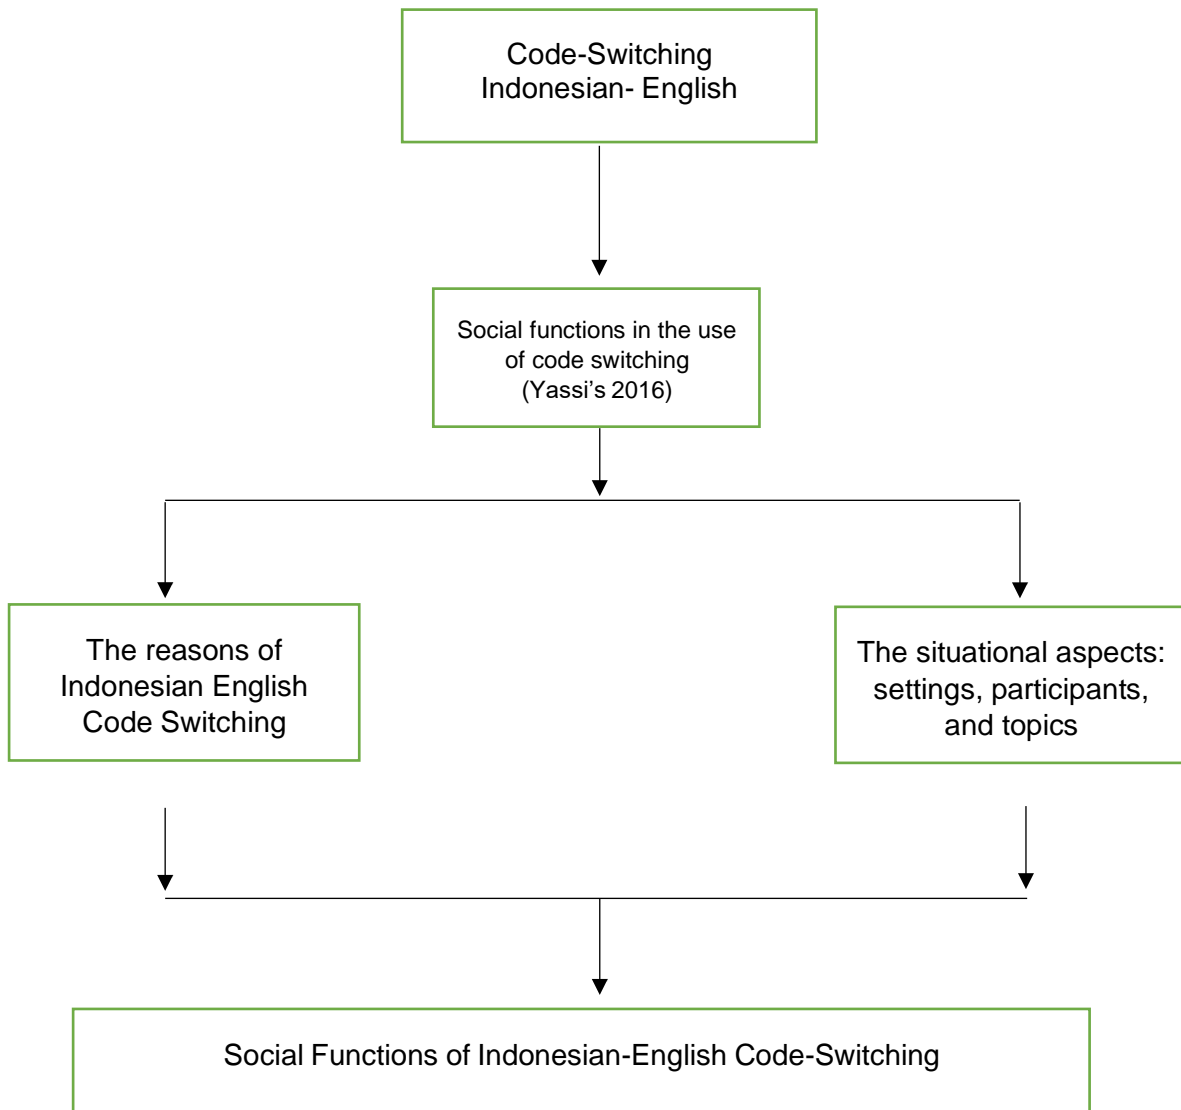 Code-Switching
Indonesian- English
Social functions in the use
of code switching
(Yassi's 2016)
The reasons of
Indonesian English
Code Switching
The situational aspects:
settings, participants,
and topics
Social Functions of Indonesian-English Code-Switching